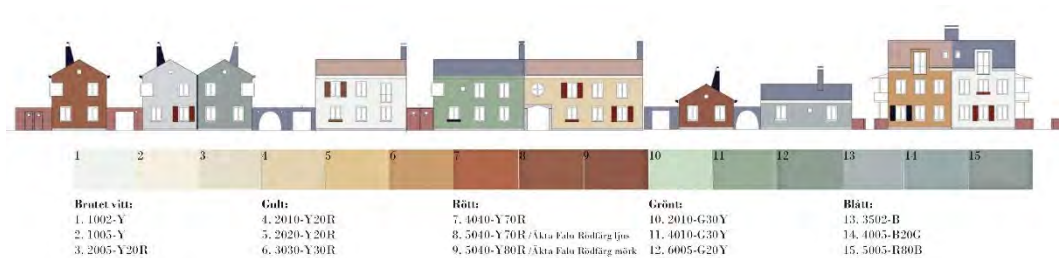 1 2 3 4 5 6 7 8 9 10 11 12 13 14 15
Brutet vitt:
1. 1002-Y
2. 1005-Y
3. 2005-Y20R
Gult:
4. 2010-Y20R
5. 2020-Y20R
6. 3030-Y30R
Rött:
7. 4040-Y70R
8. 5040-Y70R /Äkta Falu Rödfärg ljus
9. 5040-Y80R /Äkta Falu Rödfärg mörk
Grönt:
10. 2010-G30Y
11. 4010-G30Y
12. 6005-G20Y
Blått:
13. 3502-B
14. 4005-B20G
15. 5005-R80B